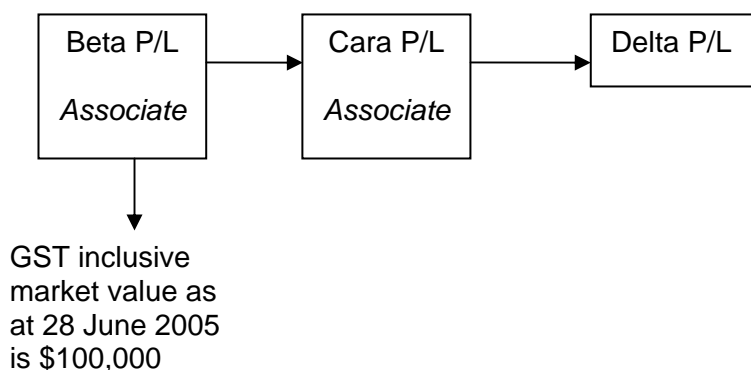 Beta P/L
Associate
Cara P/L
Associate
Delta P/L
GST inclusive
market value as
at 28 June 2005
is $100,000